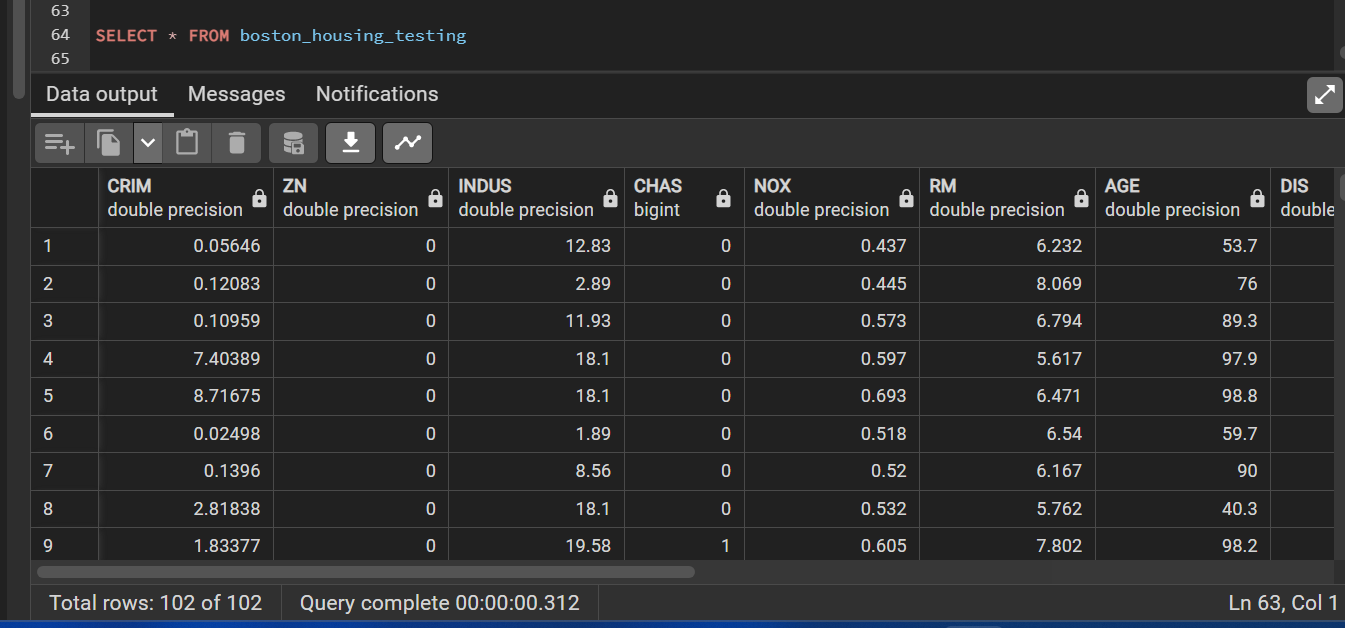 63
64 SELECT * FROM boston_housing_testing
65
Data output Messages Notifications
CRIM ZN INDUS CHAS NOX RM AGE DIS
double precision double precision double precision bigint double precision double precision double precision double
1 0.05646 0 12.83 0 0.437 6.232 53.7
2 0.12083 0 2.89 0 0.445 8.069 76
3 0.10959 0 11.93 0 0.573 6.794 89.3
4 7.40389 0 18.1 0 0.597 5.617 97.9
5 8.71675 0 18.1 0 0.693 6.471 98.8
6 0.02498 0 1.89 0 0.518 6.54 59.7
7 0.1396 0 8.56 0 0.52 6.167 90
8 2.81838 0 18.1 0 0.532 5.762 40.3
9 1.83377 0 19.58 1 0.605 7.802 98.2
Total rows: 102 of 102 Query complete 00:00:00.312 Ln 63, Col 1